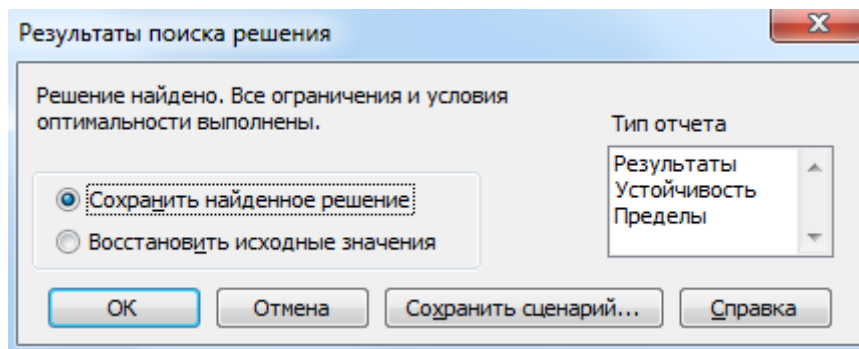 Результаты поиска решения
Решение найдено. Все ограничения и условия
оптимальности выполнены.
Тип отчета
Результаты
Устойчивость
Пределы
Сохранить найденное решение
Восстановить исходные значения
ОК
Отмена
Сохранить сценарий...
Справка